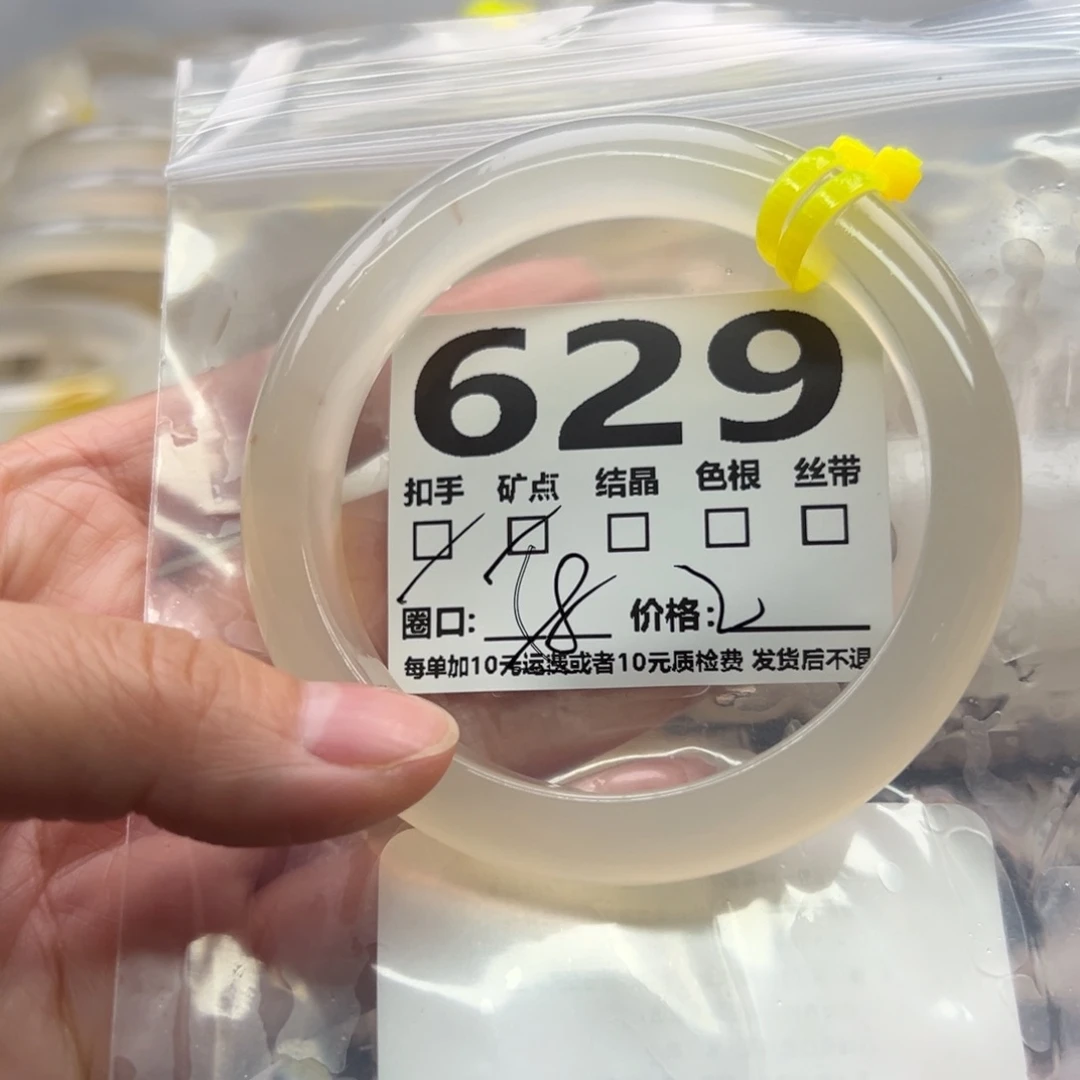 629
扣手 矿点 结晶 色根 丝带
圈口: 58 价格:
每单加10元运费或者10元质检费 发货后不退